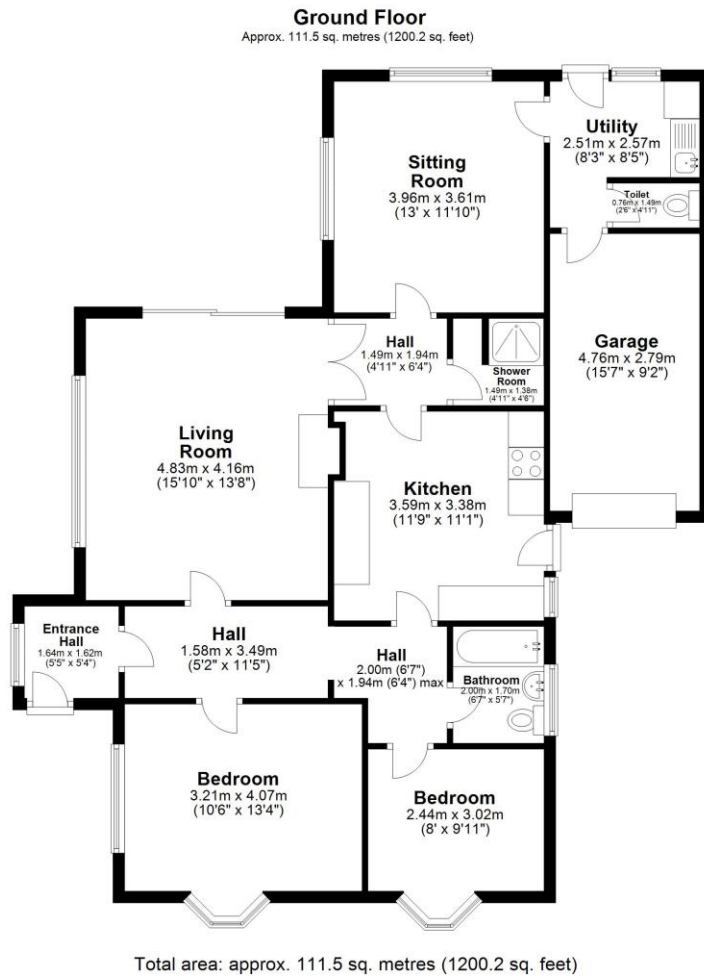 Ground Floor
Approx. 111.5 sq. metres (1200.2 sq. feet)
Utility
2.51m x 2.57m
(8'3" x 8'5")
Sitting
Room
3.96m x 3.61m
(13' x 11'10")
Toilet
0.76m x 1.49m
(2'6" x 4'11")
Hall
1.49m x 1.94m
(4'11" x 6'4")
Shower
Room
1.49m x 1.38m
(4'11" x 4'6")
Garage
4.76m x 2.79m
(15'7" x 9'2")
Living
Room
4.83m x 4.16m
(15'10" x 13'8")
Kitchen
3.59m x 3.38m
(11'9" x 11'1")
Entrance
Hall
1.64m x 1.62m
(5'5" x 5'4")
Hall
1.58m x 3.49m
(5'2" x 11'5")
Hall
2.00m (6'7")
x 1.94m (6'4") max
Bathroom
2.00m x 1.70m
(6'7" x 5'7")
Bedroom
3.21m x 4.07m
(10'6" x 13'4")
Bedroom
2.44m x 3.02m
(8' x 9'11")
Total area: approx. 111.5 sq. metres (1200.2 sq. feet)